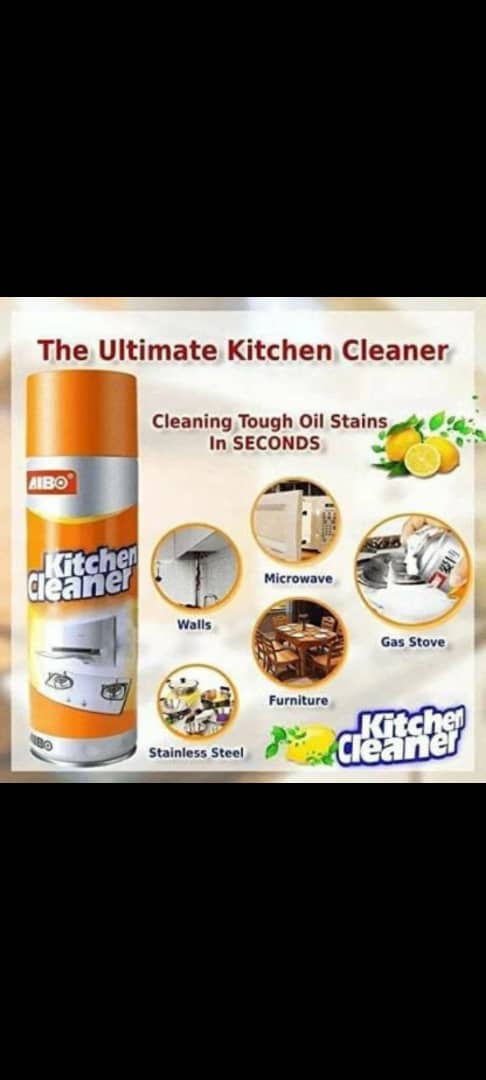 The Ultimate Kitchen Cleaner
Cleaning Tough Oil Stains
In SECONDS
AIBO
Kitchen
Cleaner
Microwave
Walls
Gas Stove
Furniture
Stainless Steel
AIBO
Kitchen
Cleaner